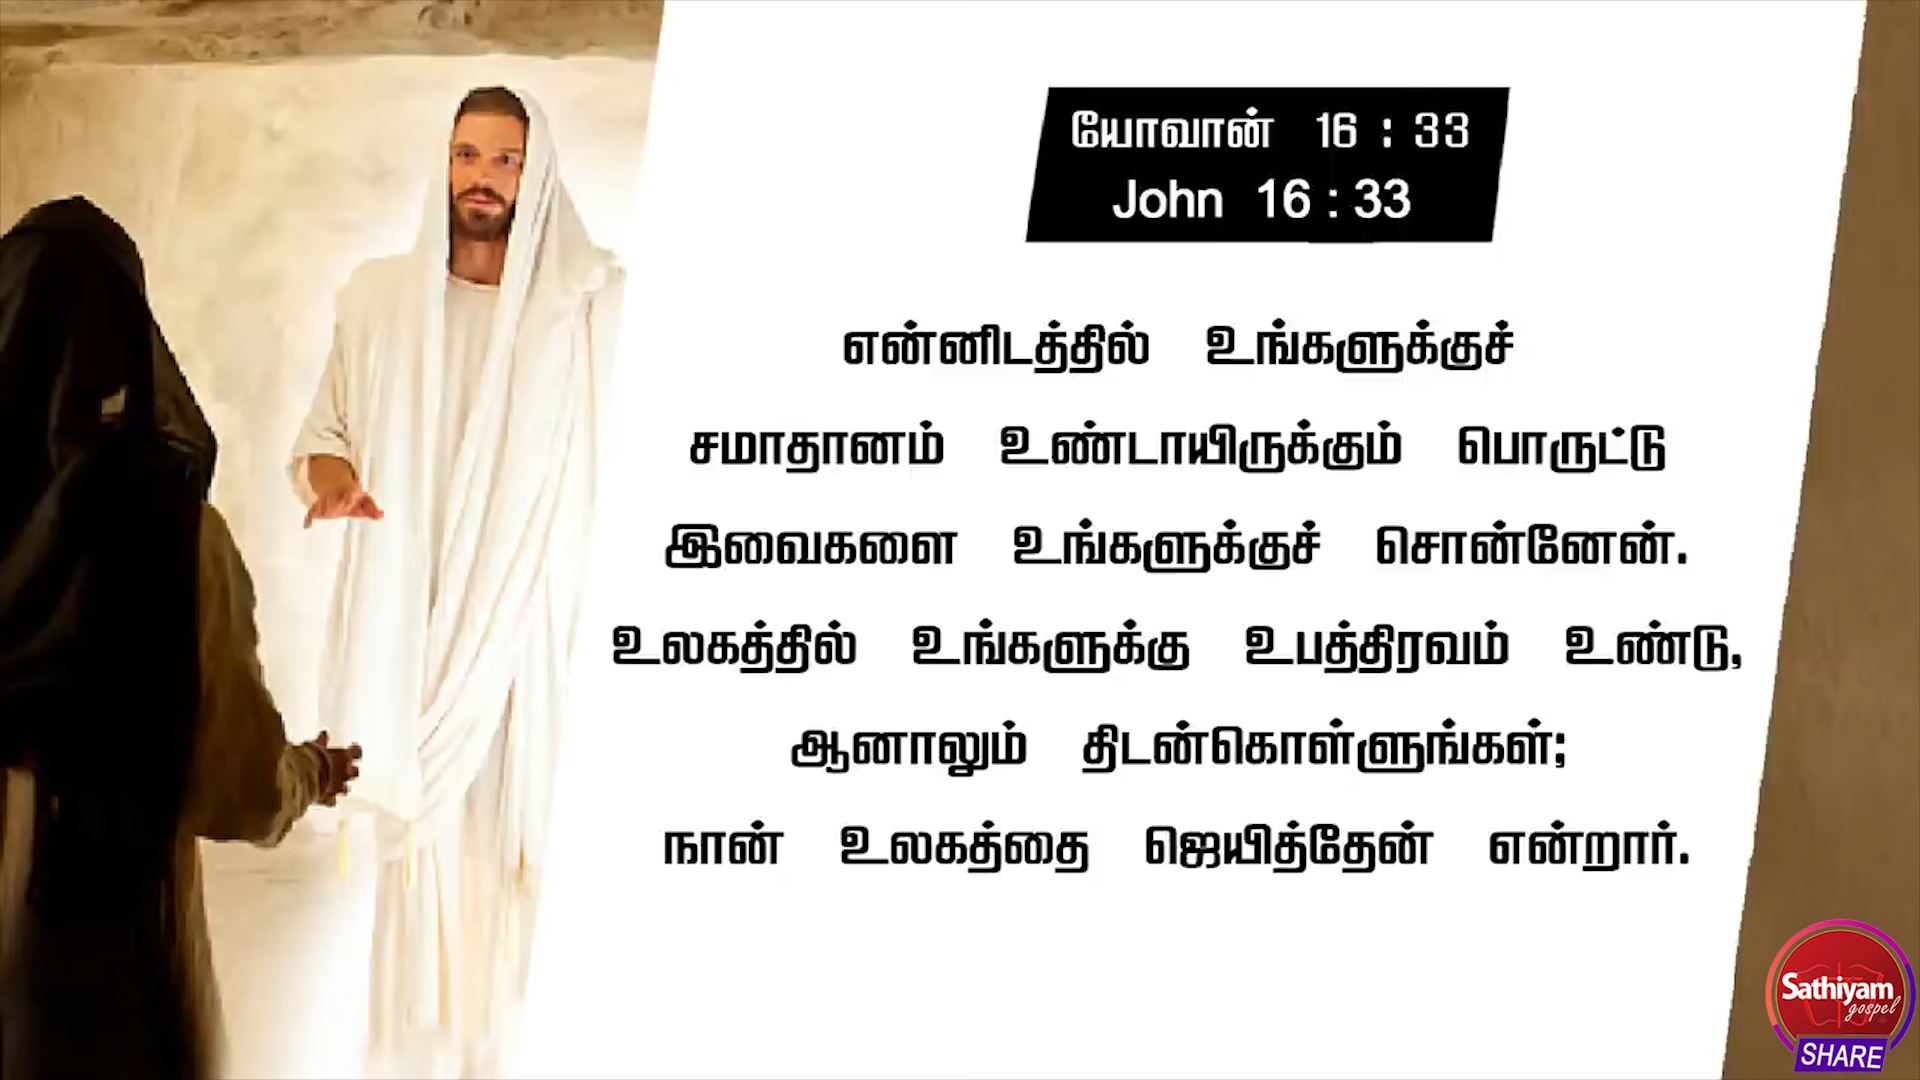 யோவான் 16 : 33
John 16 : 33
என்னிடத்தில் உங்களுக்குச்
சமாதானம் உண்டாயிருக்கும் பொருட்டு
இவைகளை உங்களுக்குச் சொன்னேன்.
உலகத்தில் உங்களுக்கு உபத்திரவம் உண்டு,
ஆனாலும் திடன்கொள்ளுங்கள்;
நான் உலகத்தை ஜெயித்தேன் என்றார்.
Sathiyam
gospel
SHARE